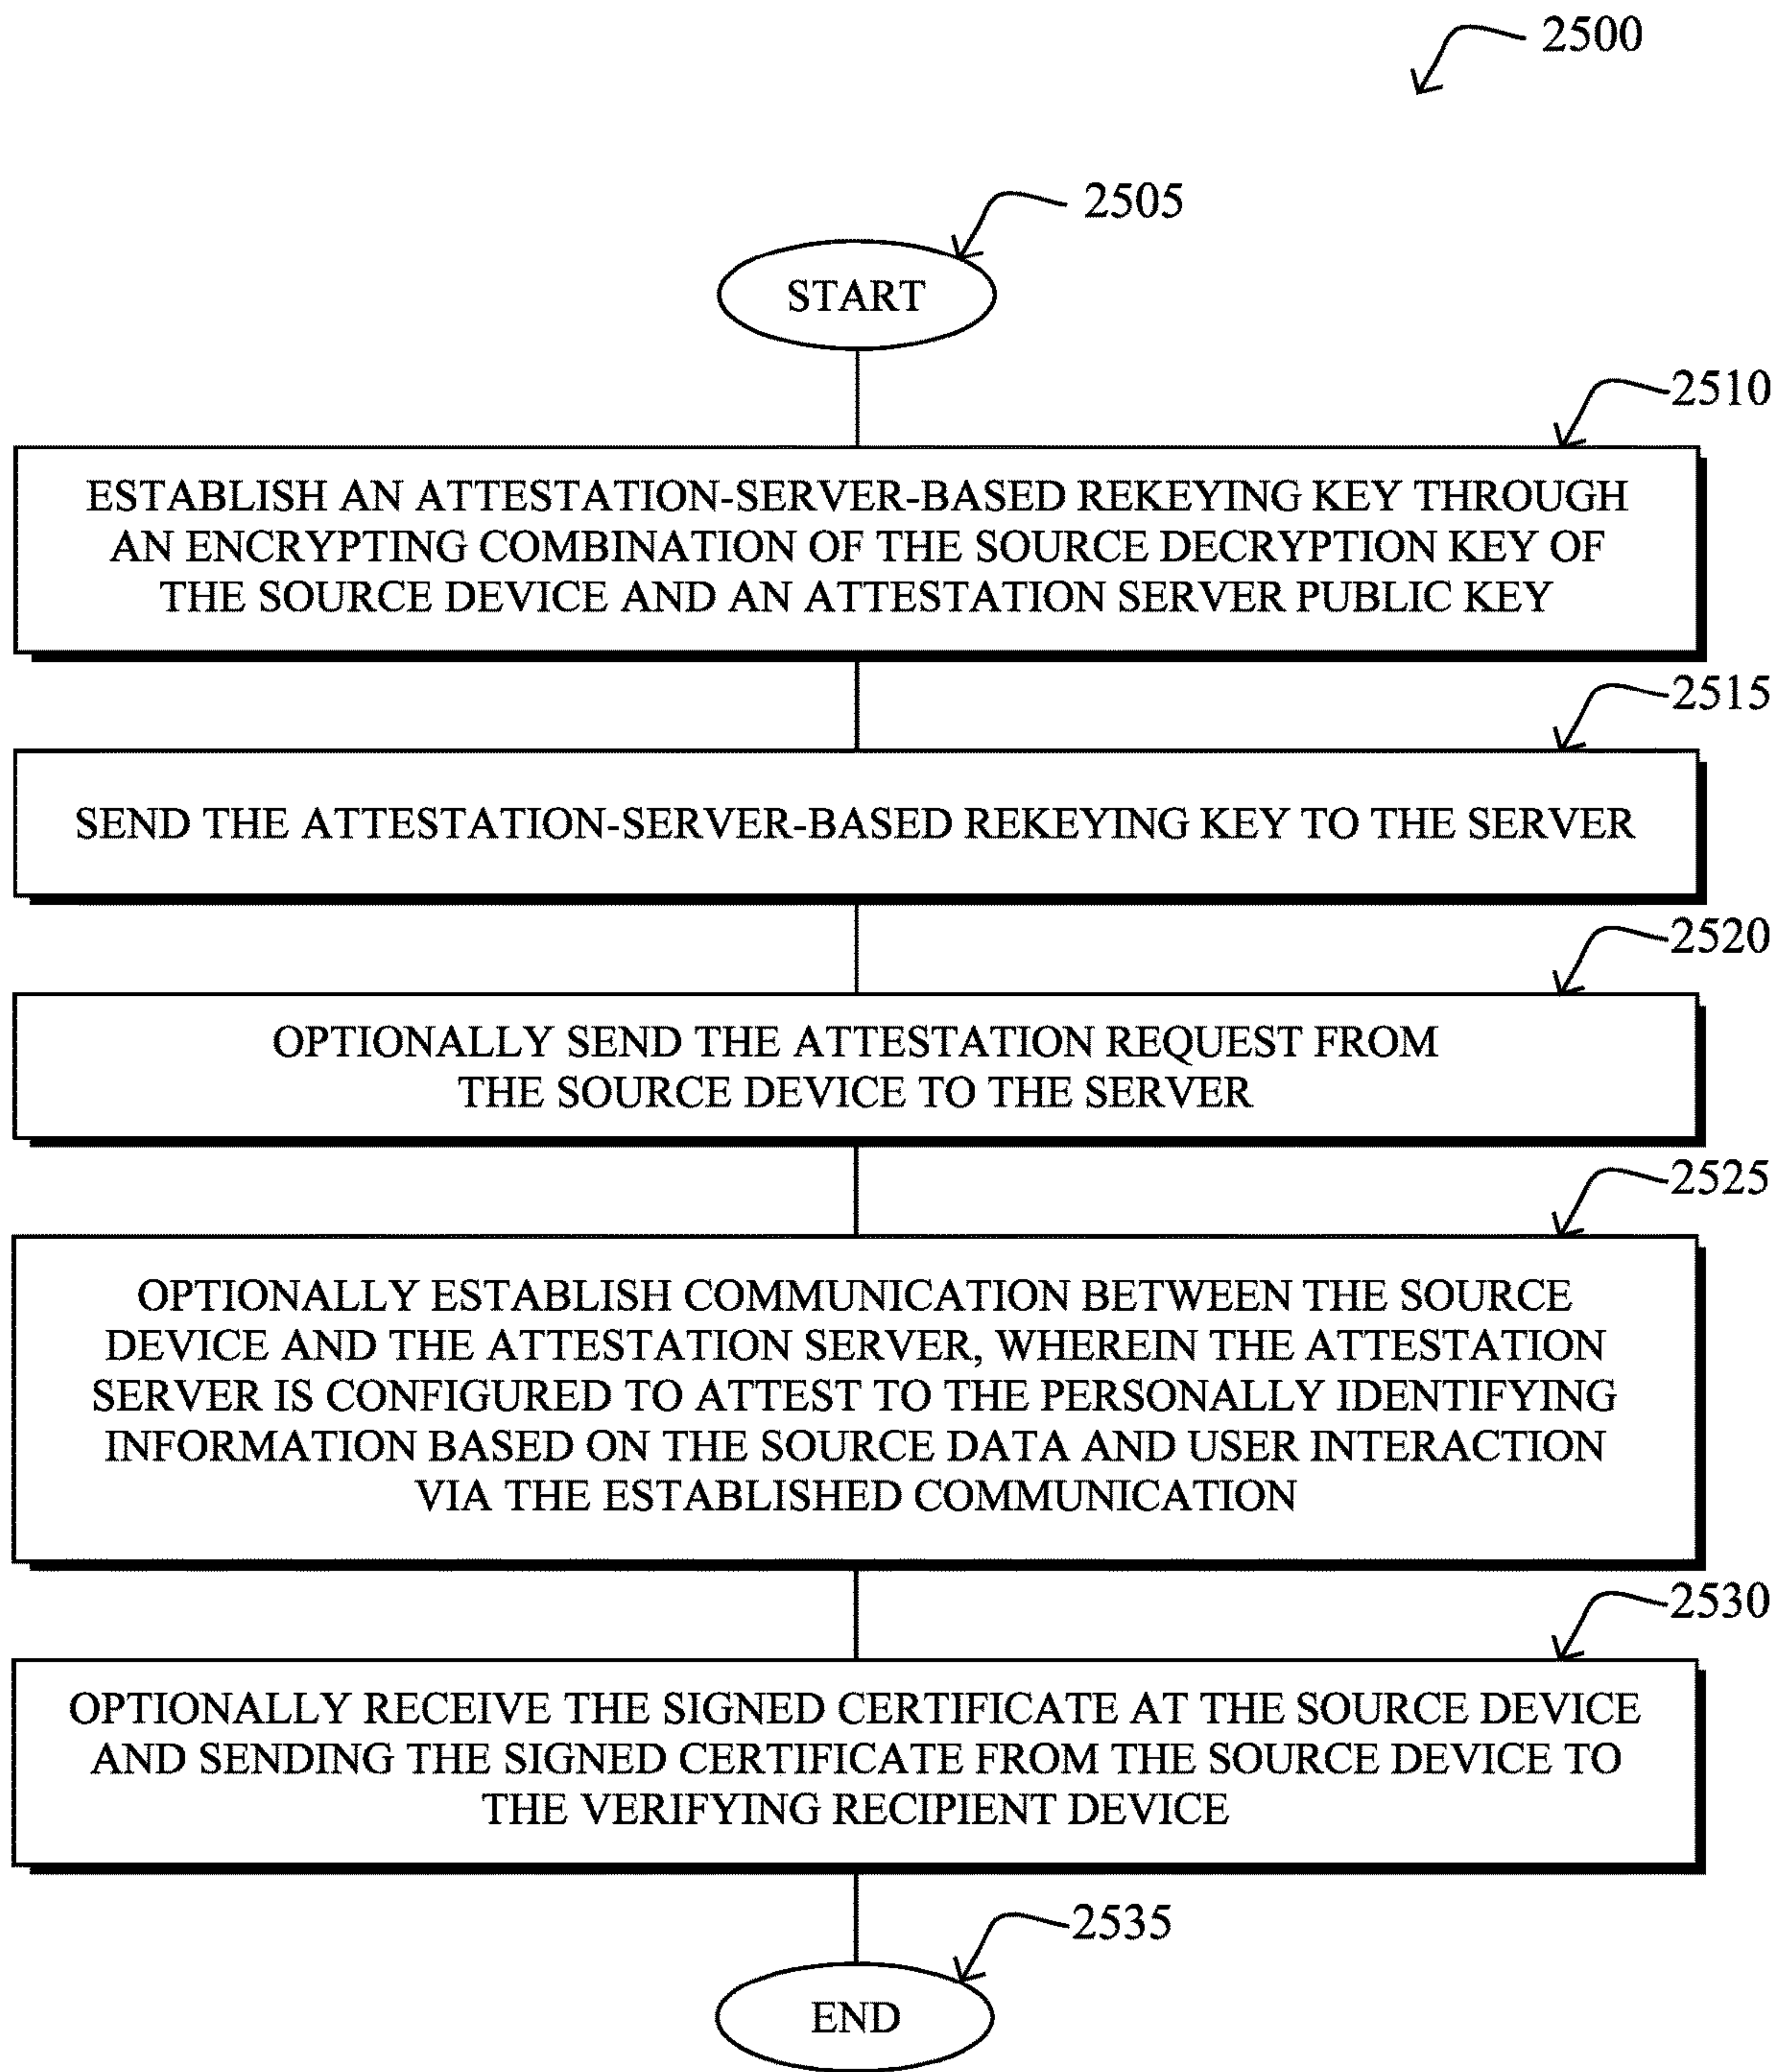 2500
2505
START
2510
ESTABLISH AN ATTESTATION-SERVER-BASED REKEYING KEY THROUGH
AN ENCRYPTING COMBINATION OF THE SOURCE DECRYPTION KEY OF
THE SOURCE DEVICE AND AN ATTESTATION SERVER PUBLIC KEY
2515
SEND THE ATTESTATION-SERVER-BASED REKEYING KEY TO THE SERVER
2520
OPTIONALLY SEND THE ATTESTATION REQUEST FROM
THE SOURCE DEVICE TO THE SERVER
2525
OPTIONALLY ESTABLISH COMMUNICATION BETWEEN THE SOURCE
DEVICE AND THE ATTESTATION SERVER, WHEREIN THE ATTESTATION
SERVER IS CONFIGURED TO ATTEST TO THE PERSONALLY IDENTIFYING
INFORMATION BASED ON THE SOURCE DATA AND USER INTERACTION
VIA THE ESTABLISHED COMMUNICATION
2530
OPTIONALLY RECEIVE THE SIGNED CERTIFICATE AT THE SOURCE DEVICE
AND SENDING THE SIGNED CERTIFICATE FROM THE SOURCE DEVICE TO
THE VERIFYING RECIPIENT DEVICE
2535
END